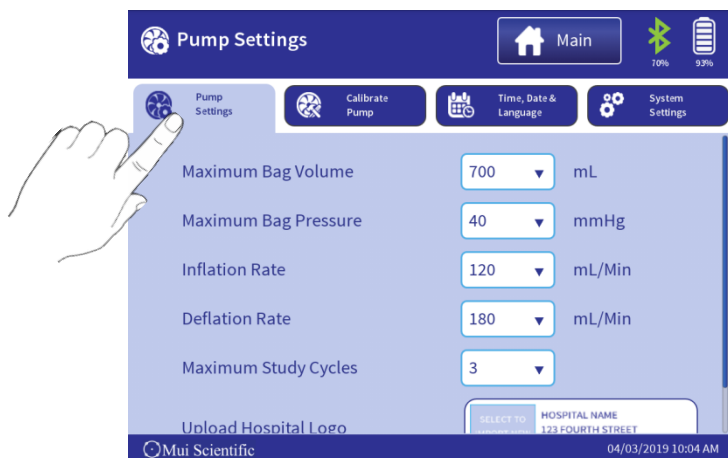 Pump Settings
Main
70%
93%
Pump
Settings
Calibrate
Pump
Time, Date &
Language
System
Settings
Maximum Bag Volume 700 mL
Maximum Bag Pressure 40 mmHg
Inflation Rate 120 mL/Min
Deflation Rate 180 mL/Min
Maximum Study Cycles 3
Upload Hospital Logo
SELECT TO
HOSPITAL NAME
123 FOURTH STREET
Mui Scientific
04/03/2019 10:04 AM